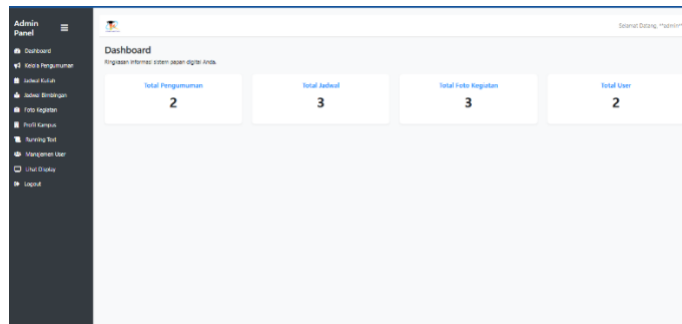 Admin
Panel
Selamat Datang, **admin**
Dashboard
Kelola Pengumuman
Jadwal Kuliah
Jadwal Bimbingan
Foto Kegiatan
Profil Kampus
Running Text
Manajemen User
Lihat Display
Logout
Dashboard
Ringkasan informasi sistem papan digital Anda.
Total Pengumuman
2
Total Jadwal
3
Total Foto Kegiatan
3
Total User
2